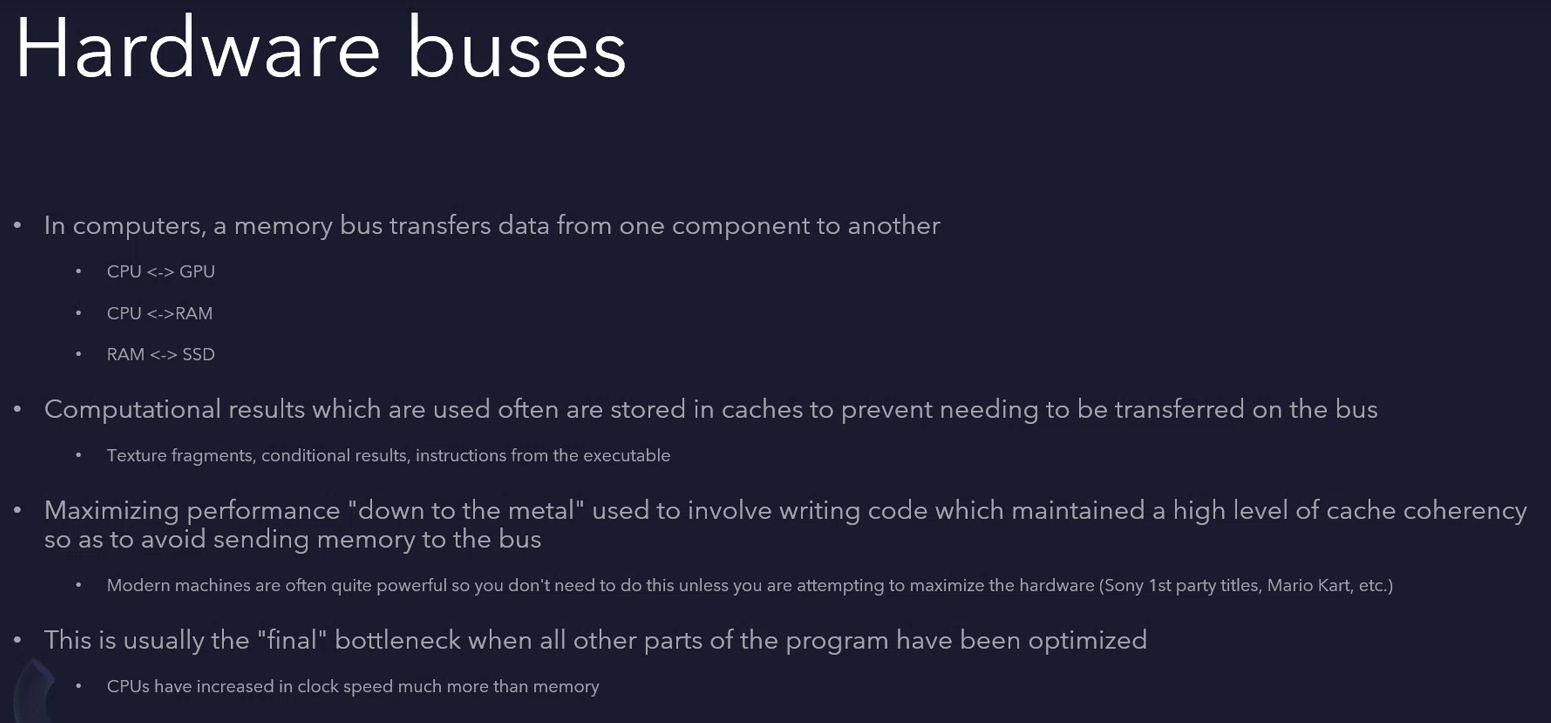 Hardware buses
• In computers, a memory bus transfers data from one component to another
• CPU <-> GPU
• CPU <->RAM
• RAM <-> SSD
• Computational results which are used often are stored in caches to prevent needing to be transferred on the bus
• Texture fragments, conditional results, instructions from the executable
• Maximizing performance "down to the metal" used to involve writing code which maintained a high level of cache coherency
so as to avoid sending memory to the bus
• Modern machines are often quite powerful so you don't need to do this unless you are attempting to maximize the hardware (Sony 1st party titles, Mario Kart, etc.)
• This is usually the "final" bottleneck when all other parts of the program have been optimized
• CPUs have increased in clock speed much more than memory